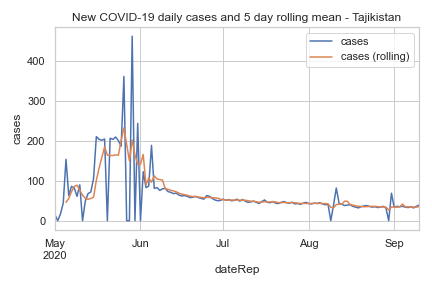 New COVID-19 daily cases and 5 day rolling mean - Tajikistan
cases
cases (rolling)
400
300
200
100
0
cases
May
2020
Jun
Jul
Aug
Sep
dateRep